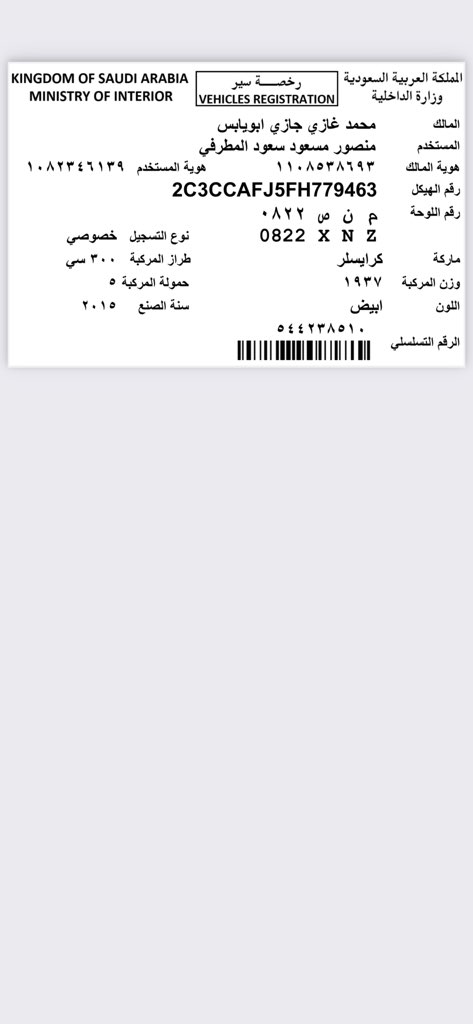 KINGDOM OF SAUDI ARABIA
MINISTRY OF INTERIOR
رخصـــة سير
VEHICLES REGISTRATION
المملكة العربية السعودية
وزارة الداخلية
المالك محمد غازي جازي ابويابس
المستخدم منصور مسعود سعود المطرفي
هوية المالك ١١٠٨٥٣٨٦٩٣ هوية المستخدم ١٠٨٢٣٤٦١٣٩
رقم الهيكل 2C3CCAFJ5FH779463
رقم اللوحة م ن ص ٠٨٢٢
0822 X N Z نوع التسجيل خصوصي
ماركة كرايسلر طراز المركبة ٣٠٠ سي
وزن المركبة ١٩٣٧ حمولة المركبة ٥
اللون ابيض سنة الصنع ٢٠١٥
٥٤٤٢٣٨٥١٠
الرقم التسلسلي